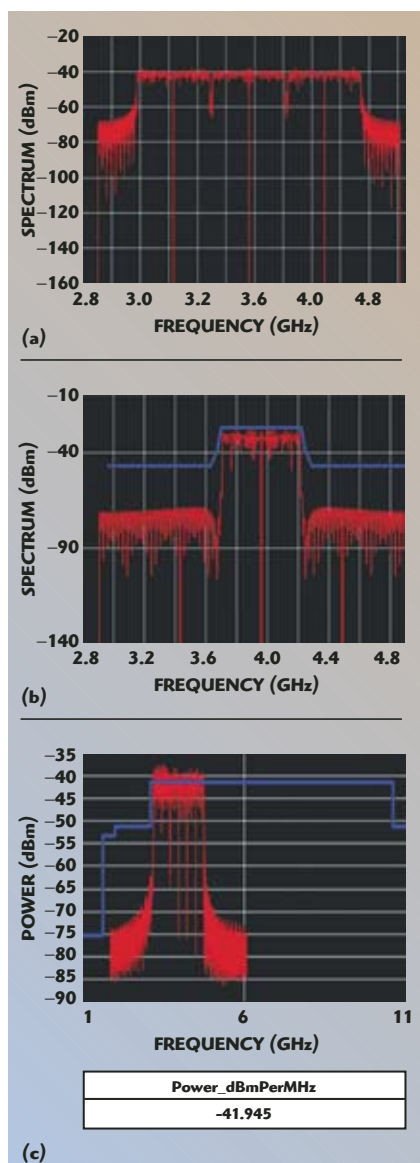 −20
−40
−60
−80
−100
−120
−140
−160
SPECTRUM (dBm)
2.8 3.0 3.2 3.6 4.0 4.8
FREQUENCY (GHz)
(a)
−10
−40
−90
−140
SPECTRUM (dBm)
2.8 3.2 3.6 4.0 4.4 4.8
FREQUENCY (GHz)
(b)
−35
−40
−45
−50
−55
−60
−65
−70
−75
−80
−85
−90
POWER (dBm)
1 6 11
FREQUENCY (GHz)
Power_dBmPerMHz
-41.945
(c)